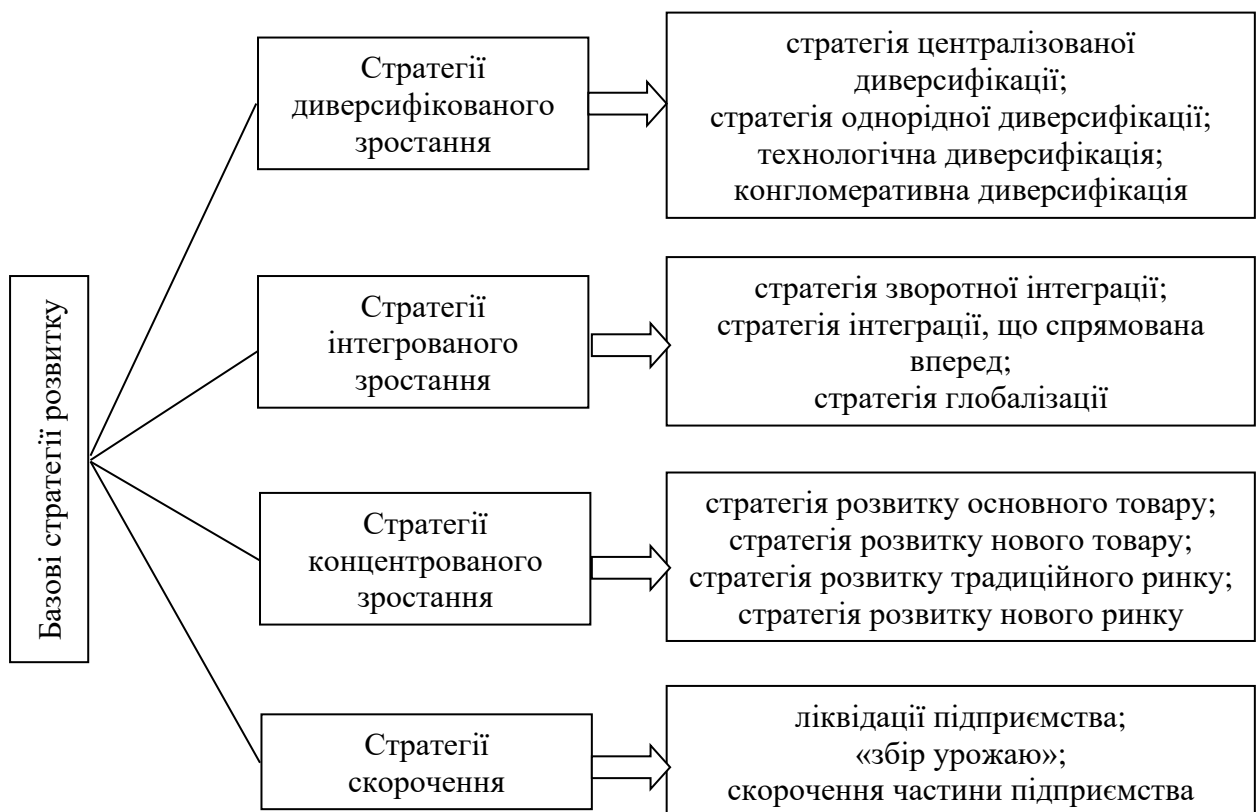 Базові стратегії розвитку
Стратегії
диверсифікованого
зростання
стратегія централізованої
диверсифікації;
стратегія однорідної диверсифікації;
технологічна диверсифікація;
конгломеративна диверсифікація
Стратегії
інтегрованого
зростання
стратегія зворотної інтеграції;
стратегія інтеграції, що спрямована
вперед;
стратегія глобалізації
Стратегії
концентрованого
зростання
стратегія розвитку основного товару;
стратегія розвитку нового товару;
стратегія розвитку традиційного ринку;
стратегія розвитку нового ринку
Стратегії
скорочення
ліквідації підприємства;
«збір урожаю»;
скорочення частини підприємства